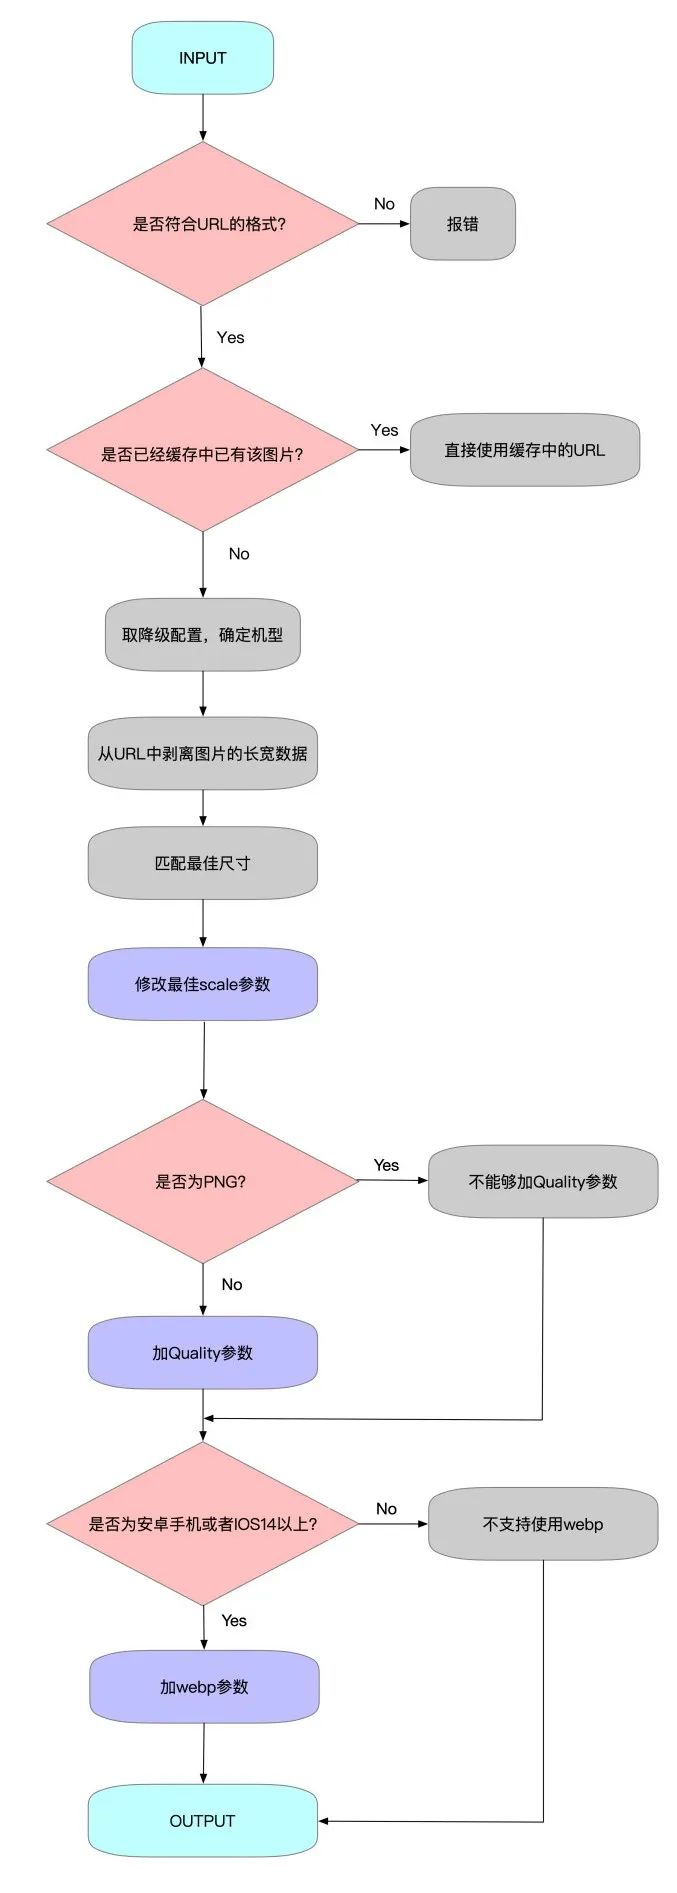 INPUT
是否符合URL的格式?
No
报错
Yes
是否已经缓存中已有该图片?
Yes
直接使用缓存中的URL
No
取降级配置，确定机型
从URL中剥离图片的长宽数据
匹配最佳尺寸
修改最佳scale参数
是否为PNG?
Yes
不能够加Quality参数
No
加Quality参数
是否为安卓手机或者IOS14以上?
No
不支持使用webp
Yes
加webp参数
OUTPUT